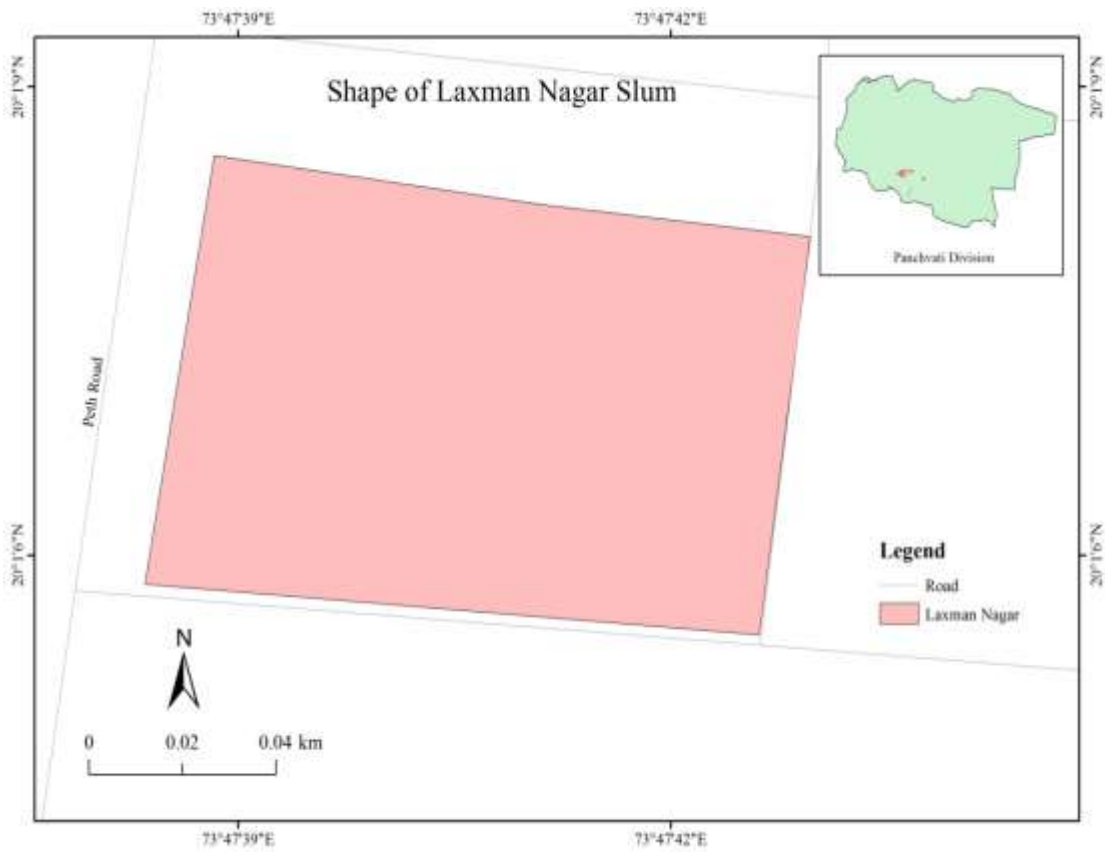 73°47'39"E
73°47'42"E
Shape of Laxman Nagar Slum
20°1'9"N
20°1'9"N
Panchvati Division
Peth Road
20°1'6"N
20°1'6"N
Legend
Road
Laxman Nagar
N
0 0.02 0.04 km
73°47'39"E
73°47'42"E